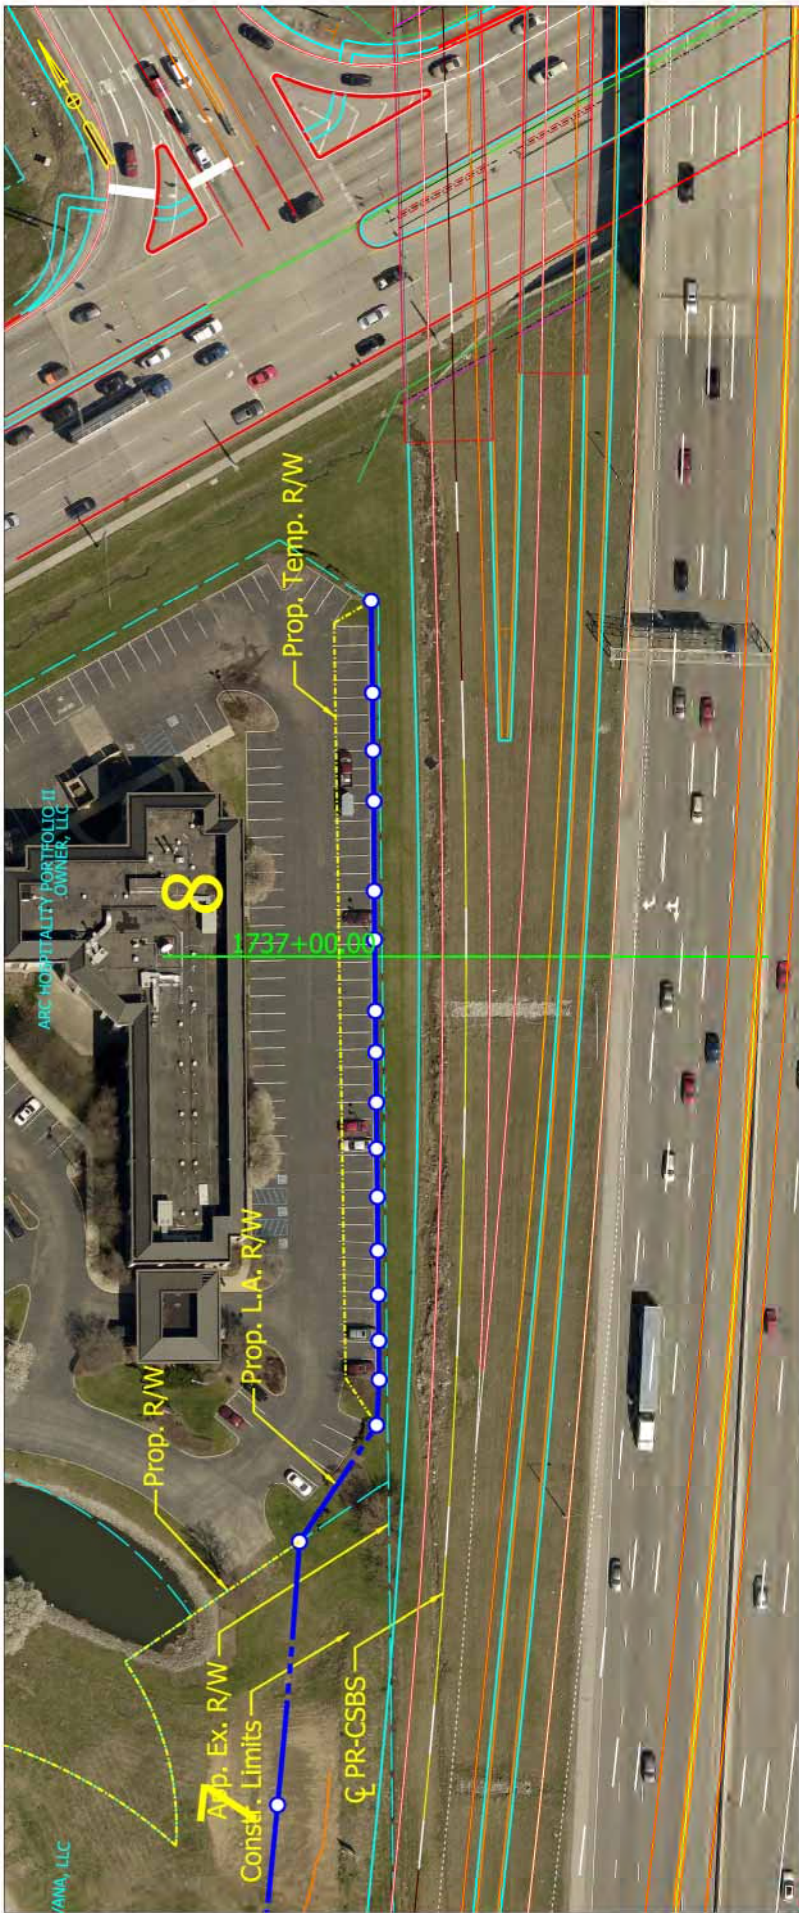 Prop. Temp. R/W
ARC HOSPITALITY PORTFOLIO II
OWNER, LLC
8
1737+00.00
Prop. L.A. R/W
Prop. R/W
App. Ex. R/W
7
Constr. Limits
℄ PR-CSBS
VANA, LLC